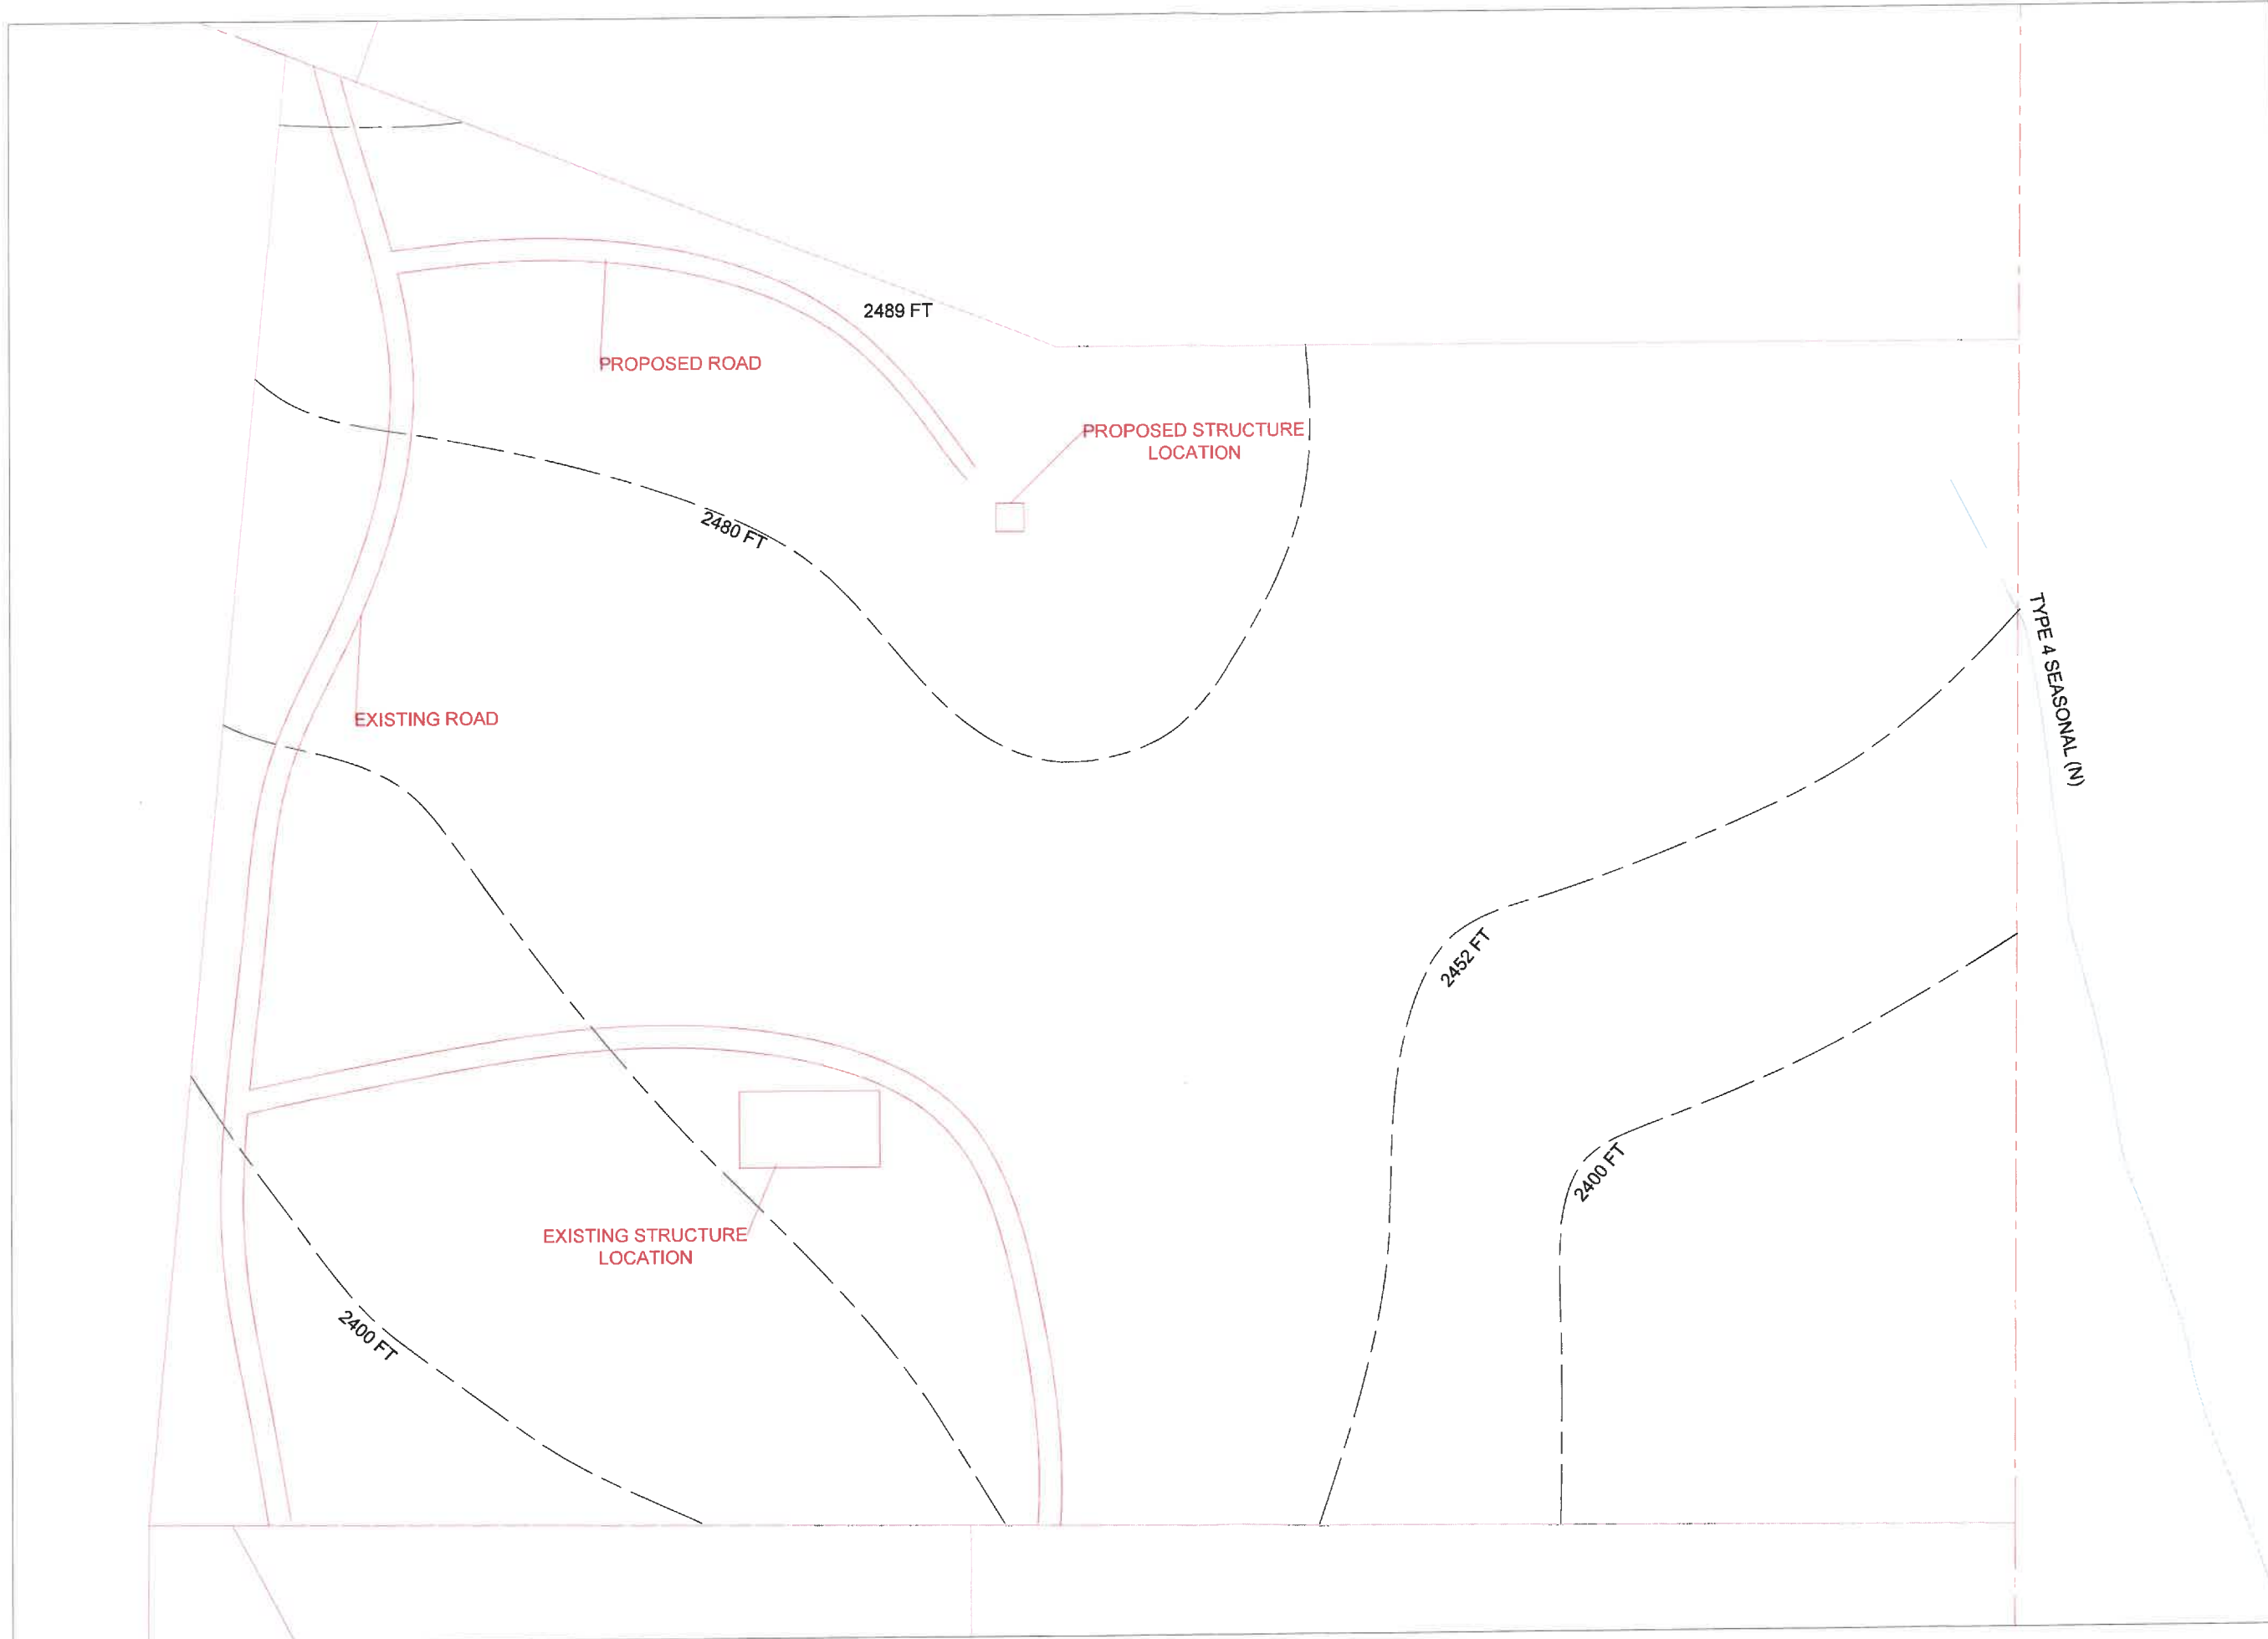 2489 FT
PROPOSED ROAD
PROPOSED STRUCTURE
LOCATION
2480 FT
TYPE 4 SEASONAL (N)
EXISTING ROAD
2452 FT
2400 FT
EXISTING STRUCTURE
LOCATION
2400 FT